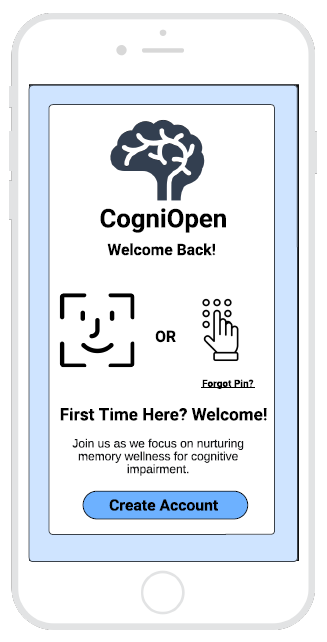 CogniOpen
Welcome Back!
OR
Forgot Pin?
First Time Here? Welcome!
Join us as we focus on nurturing
memory wellness for cognitive
impairment.
Create Account